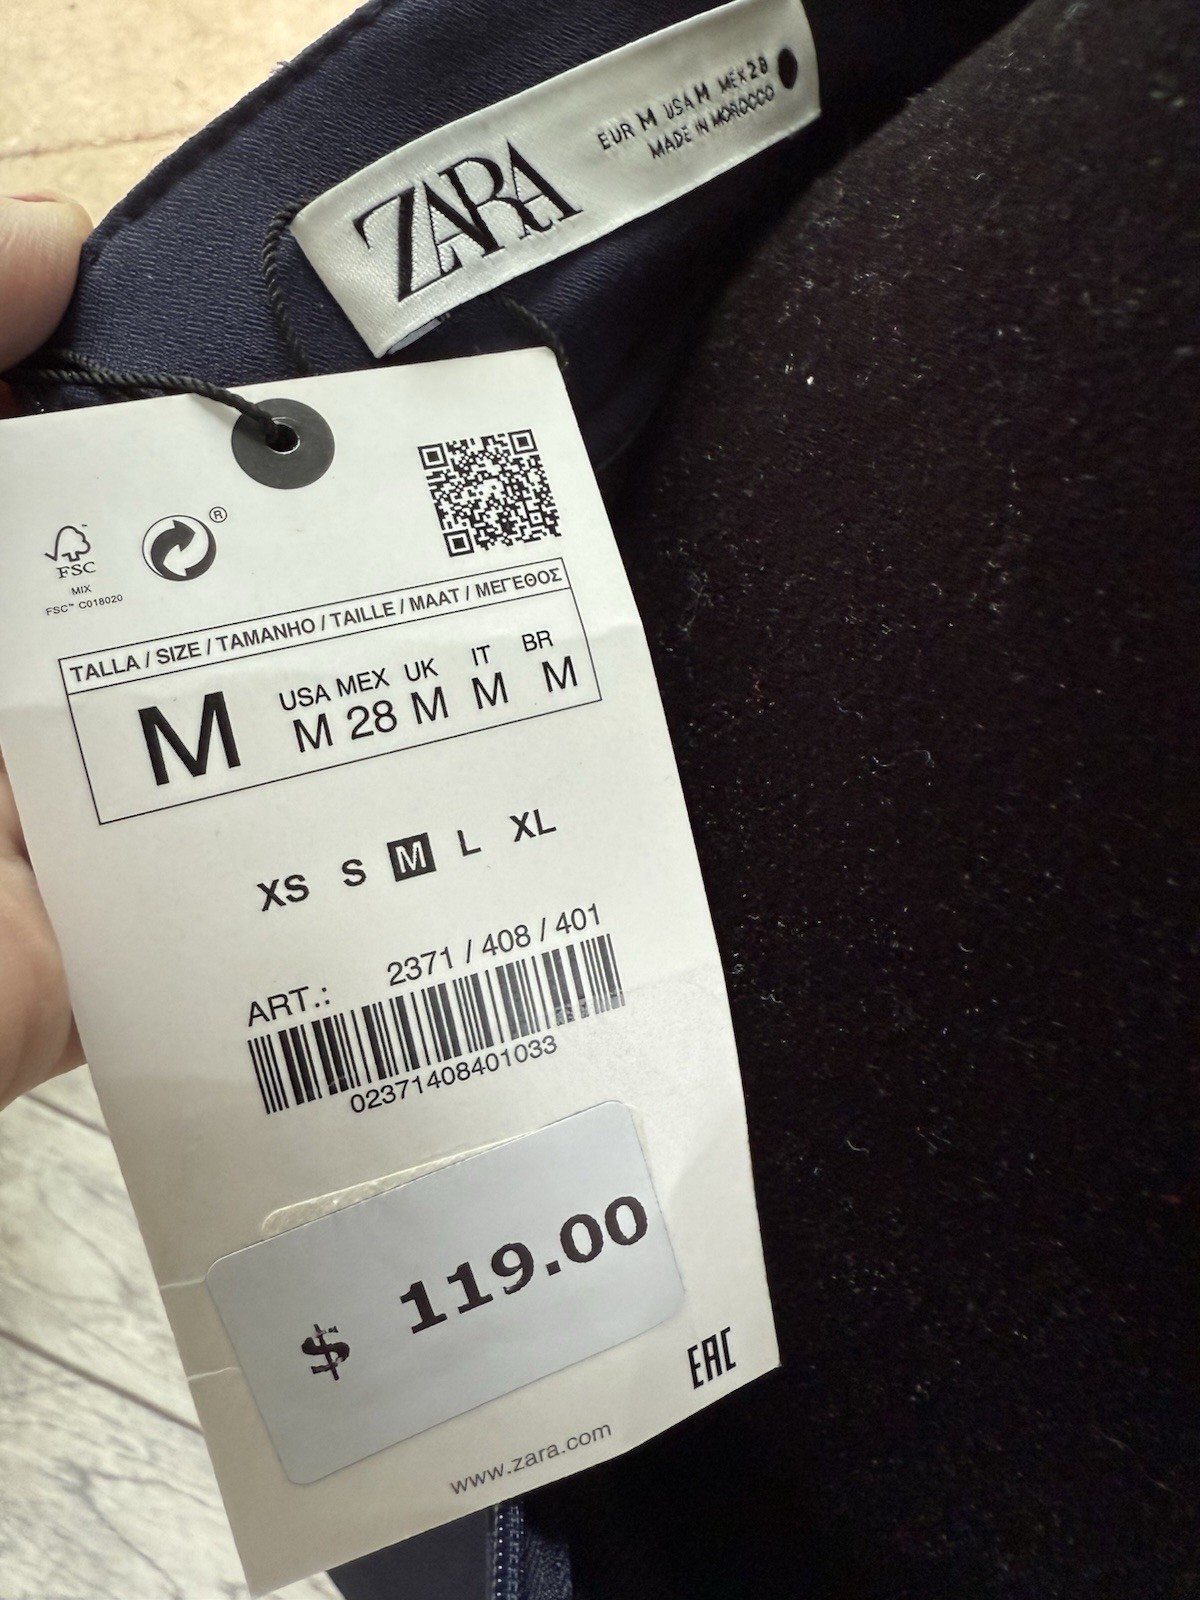 ZARA
EUR M USA M MEX 28
MADE IN MOROCCO
FSC
MIX
FSC™ C018020
®
TALLA / SIZE / TAMANHO / TAILLE / MAAT / ΜΕΓΕΘΟΣ
M
USA MEX UK IT BR
M 28 M M M
XS S M L XL
ART.: 2371 / 408 / 401
02371408401033
$ 119.00
EAC
www.zara.com